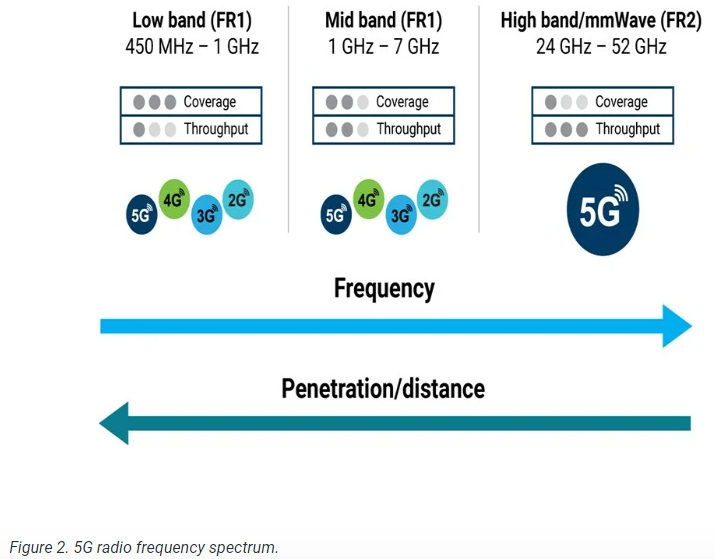 Low band (FR1)
450 MHz – 1 GHz
Coverage
Throughput
5G
4G
3G
2G
Mid band (FR1)
1 GHz – 7 GHz
Coverage
Throughput
5G
4G
3G
2G
High band/mmWave (FR2)
24 GHz – 52 GHz
Coverage
Throughput
5G
Frequency
Penetration/distance
Figure 2. 5G radio frequency spectrum.